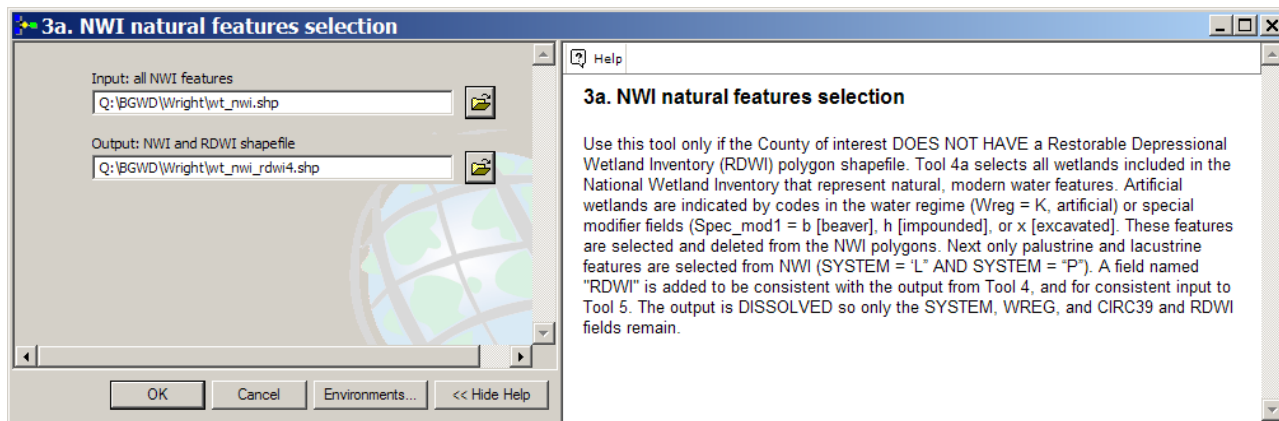 3a. NWI natural features selection
Input: all NWI features
Q:\BGWD\Wright\wt_nwi.shp
Output: NWI and RDWI shapefile
Q:\BGWD\Wright\wt_nwi_rdwi4.shp
OK
Cancel
Environments...
<< Hide Help
Help
3a. NWI natural features selection
Use this tool only if the County of interest DOES NOT HAVE a Restorable Depressional
Wetland Inventory (RDWI) polygon shapefile. Tool 4a selects all wetlands included in the
National Wetland Inventory that represent natural, modern water features. Artificial
wetlands are indicated by codes in the water regime (Wreg = K, artificial) or special
modifier fields (Spec_mod1 = b [beaver], h [impounded], or x [excavated]. These features
are selected and deleted from the NWI polygons. Next only palustrine and lacustrine
features are selected from NWI (SYSTEM = ‘L” AND SYSTEM = “P”). A field named
"RDWI" is added to be consistent with the output from Tool 4, and for consistent input to
Tool 5. The output is DISSOLVED so only the SYSTEM, WREG, and CIRC39 and RDWI
fields remain.